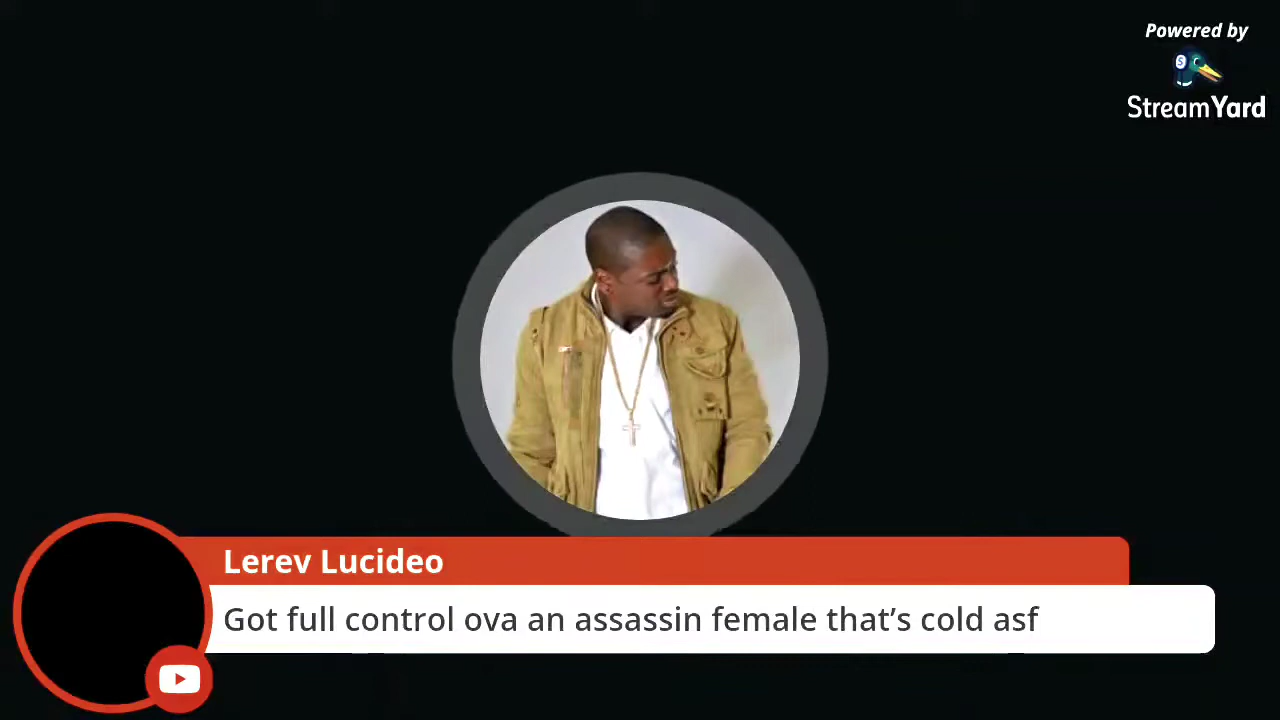 Powered by
StreamYard
Lerev Lucideo
Got full control ova an assassin female that’s cold asf